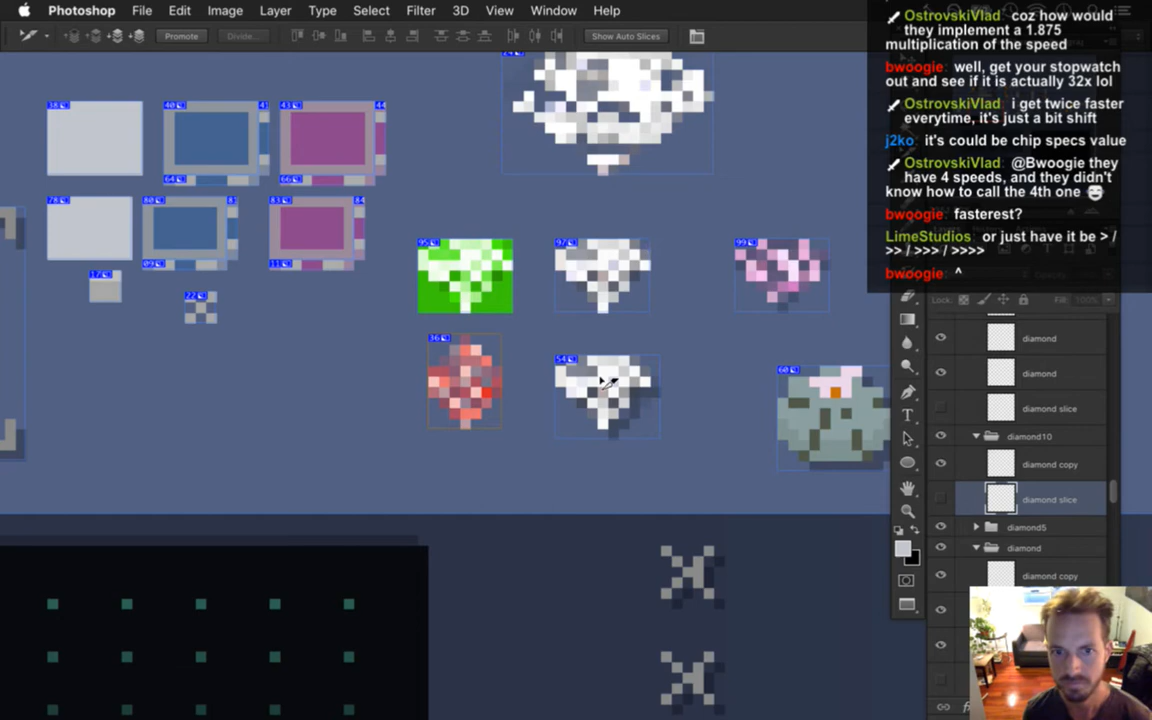 Photoshop File Edit Image Layer Type Select Filter 3D View Window Help
Promote Divide... Show Auto Slices
OstrovskiVlad: coz how would
they implement a 1.875
multiplication of the speed
bwoogie: well, get your stopwatch
out and see if it is actually 32x lol
OstrovskiVlad: i get twice faster
everytime, it's just a bit shift
j2ko: it's could be chip specs value
OstrovskiVlad: @Bwoogie they
have 4 speeds, and they didn't
know how to call the 4th one
bwoogie: fasterest?
LimeStudios: or just have it be > /
>> / >>> / >>>>
bwoogie: ^
Lock: Fill: 100%
diamond
diamond
diamond slice
diamond10
diamond copy
diamond slice
diamond5
diamond
diamond copy